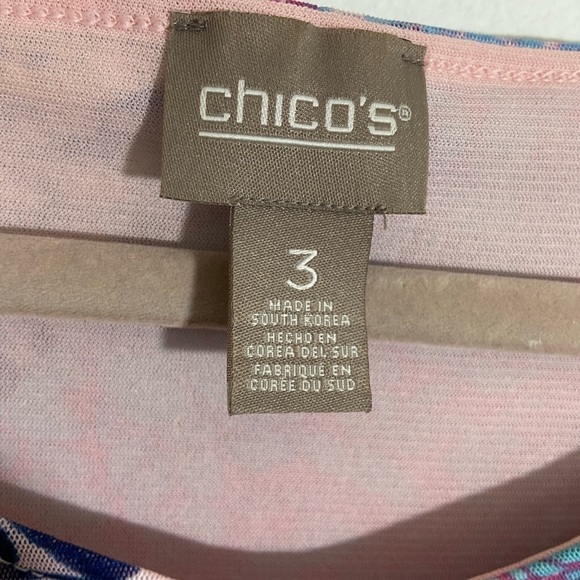 chico's®
3
MADE IN
SOUTH KOREA
HECHO EN
COREA DEL SUR
FABRIQUÉ EN
CORÉE DU SUD